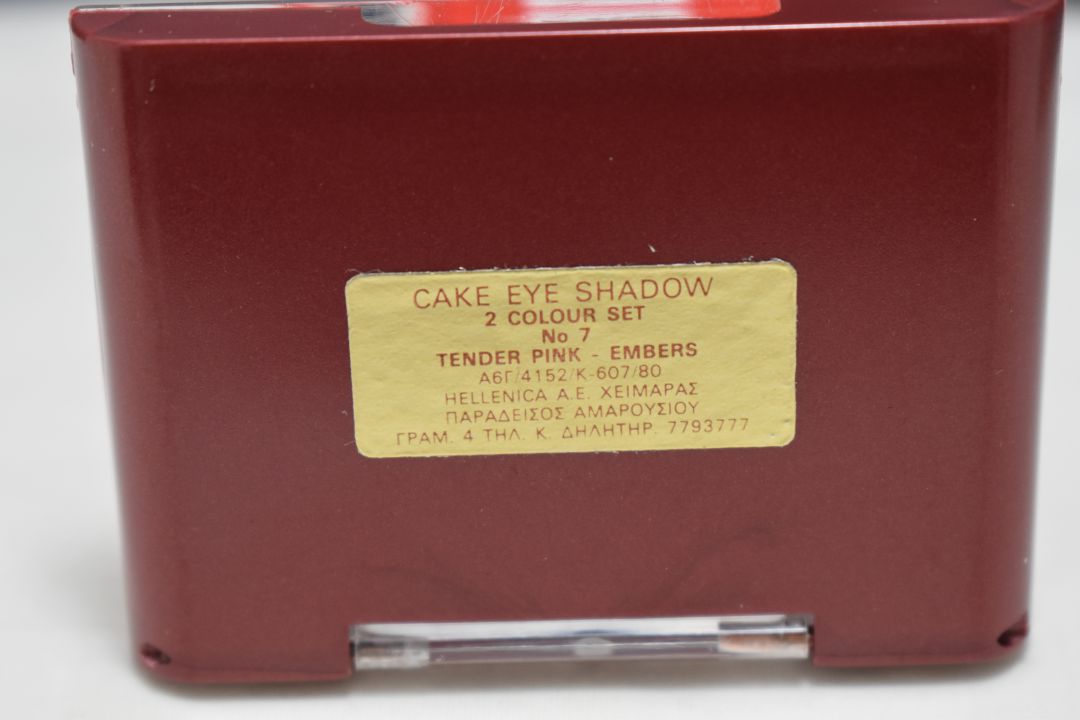 CAKE EYE SHADOW
2 COLOUR SET
No 7
TENDER PINK - EMBERS
Α6Γ/4152/Κ-607/80
HELLENICA Α.Ε. ΧΕΙΜΑΡΑΣ
ΠΑΡΑΔΕΙΣΟΣ ΑΜΑΡΟΥΣΙΟΥ
ΓΡΑΜ. 4 ΤΗΛ. Κ. ΔΗΛΗΤΗΡ. 7793777